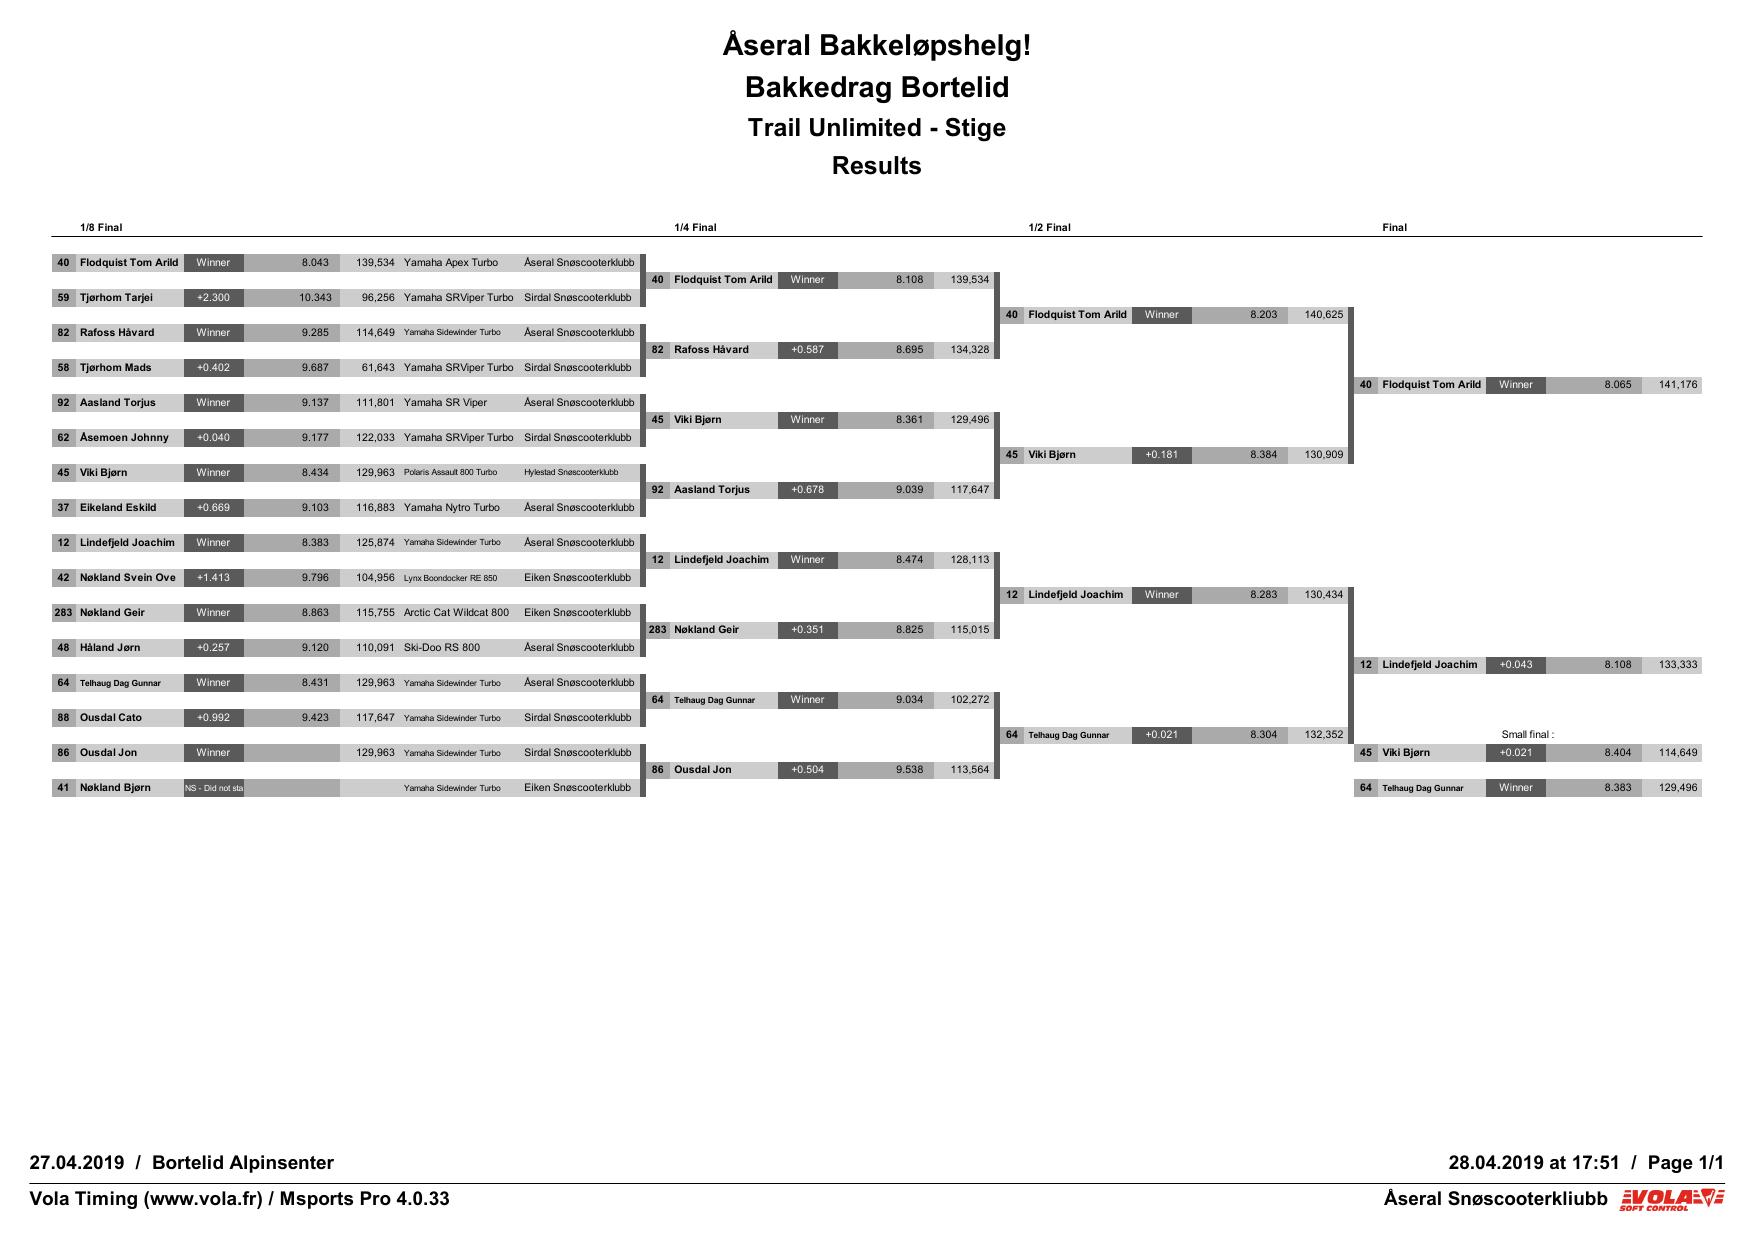 Åseral Bakkeløpshelg!
Bakkedrag Bortelid
Trail Unlimited - Stige
Results
1/8 Final 1/4 Final 1/2 Final Final
40 Flodquist Tom Arild Winner 8.043 139,534 Yamaha Apex Turbo Åseral Snøscooterklubb
40 Flodquist Tom Arild Winner 8.108 139,534
59 Tjørhom Tarjei +2.300 10.343 96,256 Yamaha SRViper Turbo Sirdal Snøscooterklubb
40 Flodquist Tom Arild Winner 8.203 140,625
82 Rafoss Håvard Winner 9.285 114,649 Yamaha Sidewinder Turbo Åseral Snøscooterklubb
82 Rafoss Håvard +0.587 8.695 134,328
58 Tjørhom Mads +0.402 9.687 61,643 Yamaha SRViper Turbo Sirdal Snøscooterklubb
40 Flodquist Tom Arild Winner 8.065 141,176
92 Aasland Torjus Winner 9.137 111,801 Yamaha SR Viper Åseral Snøscooterklubb
45 Viki Bjørn Winner 8.361 129,496
62 Åsemoen Johnny +0.040 9.177 122,033 Yamaha SRViper Turbo Sirdal Snøscooterklubb
45 Viki Bjørn +0.181 8.384 130,909
45 Viki Bjørn Winner 8.434 129,963 Polaris Assault 800 Turbo Hylestad Snøscooterklubb
92 Aasland Torjus +0.678 9.039 117,647
37 Eikeland Eskild +0.669 9.103 116,883 Yamaha Nytro Turbo Åseral Snøscooterklubb
12 Lindefjeld Joachim Winner 8.383 125,874 Yamaha Sidewinder Turbo Åseral Snøscooterklubb
12 Lindefjeld Joachim Winner 8.474 128,113
42 Nøkland Svein Ove +1.413 9.796 104,956 Lynx Boondocker RE 850 Eiken Snøscooterklubb
12 Lindefjeld Joachim Winner 8.283 130,434
283 Nøkland Geir Winner 8.863 115,755 Arctic Cat Wildcat 800 Eiken Snøscooterklubb
283 Nøkland Geir +0.351 8.825 115,015
48 Håland Jørn +0.257 9.120 110,091 Ski-Doo RS 800 Åseral Snøscooterklubb
12 Lindefjeld Joachim +0.043 8.108 133,333
64 Telhaug Dag Gunnar Winner 8.431 129,963 Yamaha Sidewinder Turbo Åseral Snøscooterklubb
64 Telhaug Dag Gunnar Winner 9.034 102,272
88 Ousdal Cato +0.992 9.423 117,647 Yamaha Sidewinder Turbo Sirdal Snøscooterklubb
64 Telhaug Dag Gunnar +0.021 8.304 132,352
Small final :
86 Ousdal Jon Winner 129,963 Yamaha Sidewinder Turbo Sirdal Snøscooterklubb
45 Viki Bjørn +0.021 8.404 114,649
86 Ousdal Jon +0.504 9.538 113,564
41 Nøkland Bjørn NS - Did not sta Yamaha Sidewinder Turbo Eiken Snøscooterklubb
64 Telhaug Dag Gunnar Winner 8.383 129,496
27.04.2019 / Bortelid Alpinsenter
28.04.2019 at 17:51 / Page 1/1
Vola Timing (www.vola.fr) / Msports Pro 4.0.33
Åseral Snøscooterkliubb
VOLA
SOFT CONTROL